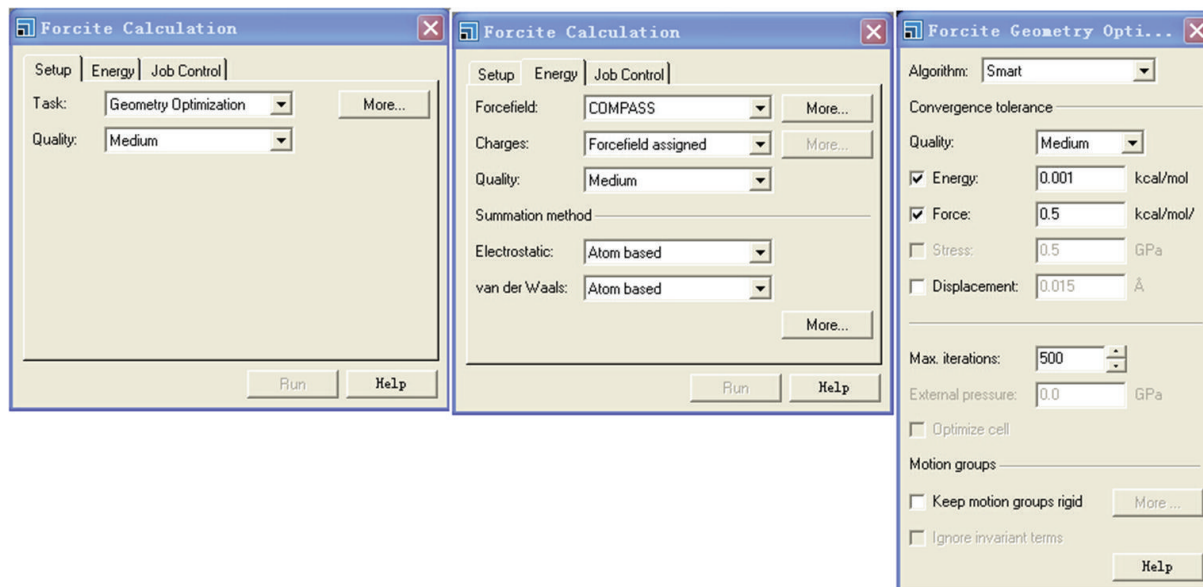 Forcite Calculation
Setup Energy Job Control
Task: Geometry Optimization More...
Quality: Medium
Run Help
Forcite Calculation
Setup Energy Job Control
Forcefield: COMPASS More...
Charges: Forcefield assigned More...
Quality: Medium
Summation method
Electrostatic: Atom based
van der Waals: Atom based
More...
Run Help
Forcite Geometry Opti...
Algorithm: Smart
Convergence tolerance
Quality: Medium
Energy: 0.001 kcal/mol
Force: 0.5 kcal/mol/
Stress: 0.5 GPa
Displacement: 0.015 Å
Max. iterations: 500
External pressure: 0.0 GPa
Optimize cell
Motion groups
Keep motion groups rigid More ...
Ignore invariant terms
Help